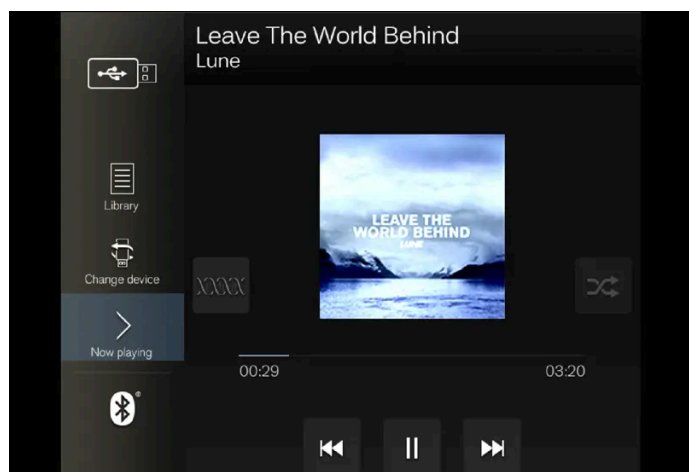 Leave The World Behind
Lune
Library
Change device
Now playing
LEAVE THE
WORLD BEHIND
LUNE
XXXX
00:29
03:20